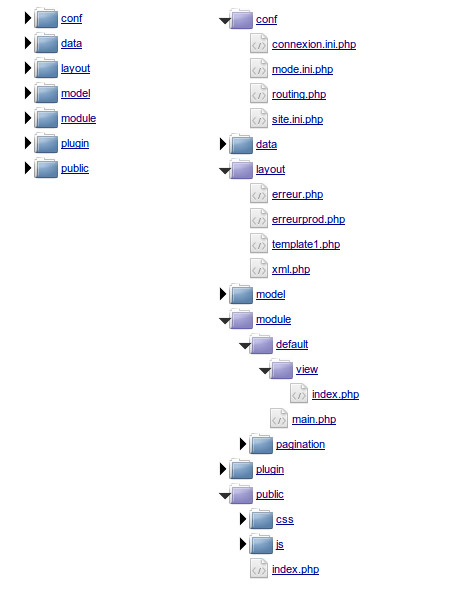 conf
data
layout
model
module
plugin
public
conf
connexion.ini.php
mode.ini.php
routing.php
site.ini.php
data
layout
erreur.php
erreurprod.php
template1.php
xml.php
model
module
default
view
index.php
main.php
pagination
plugin
public
css
js
index.php